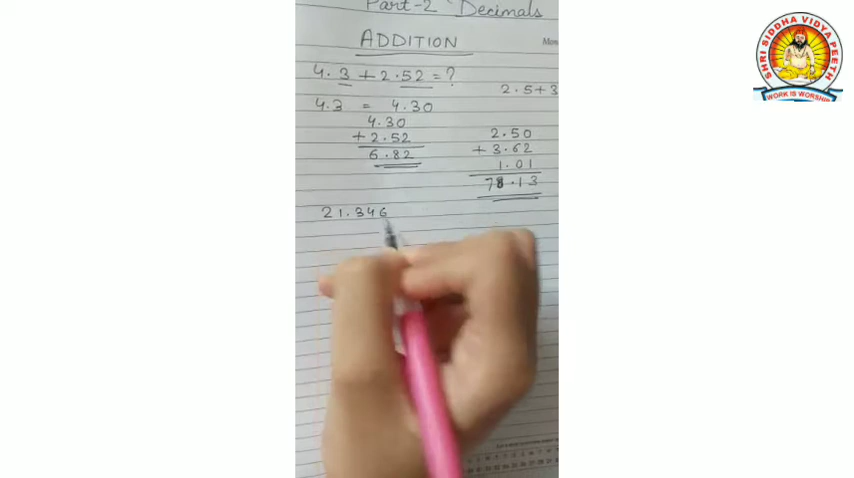 Part-2 "Decimals
ADDITION
4.3 + 2.52 = ?
2.5+3
4.3 = 4.30
4.30
+ 2.52
6.82
2.50
+ 3.62
1.01
7.13
21.346
SHRI SIDDHA VIDYA PEETH
WORK IS WORSHIP